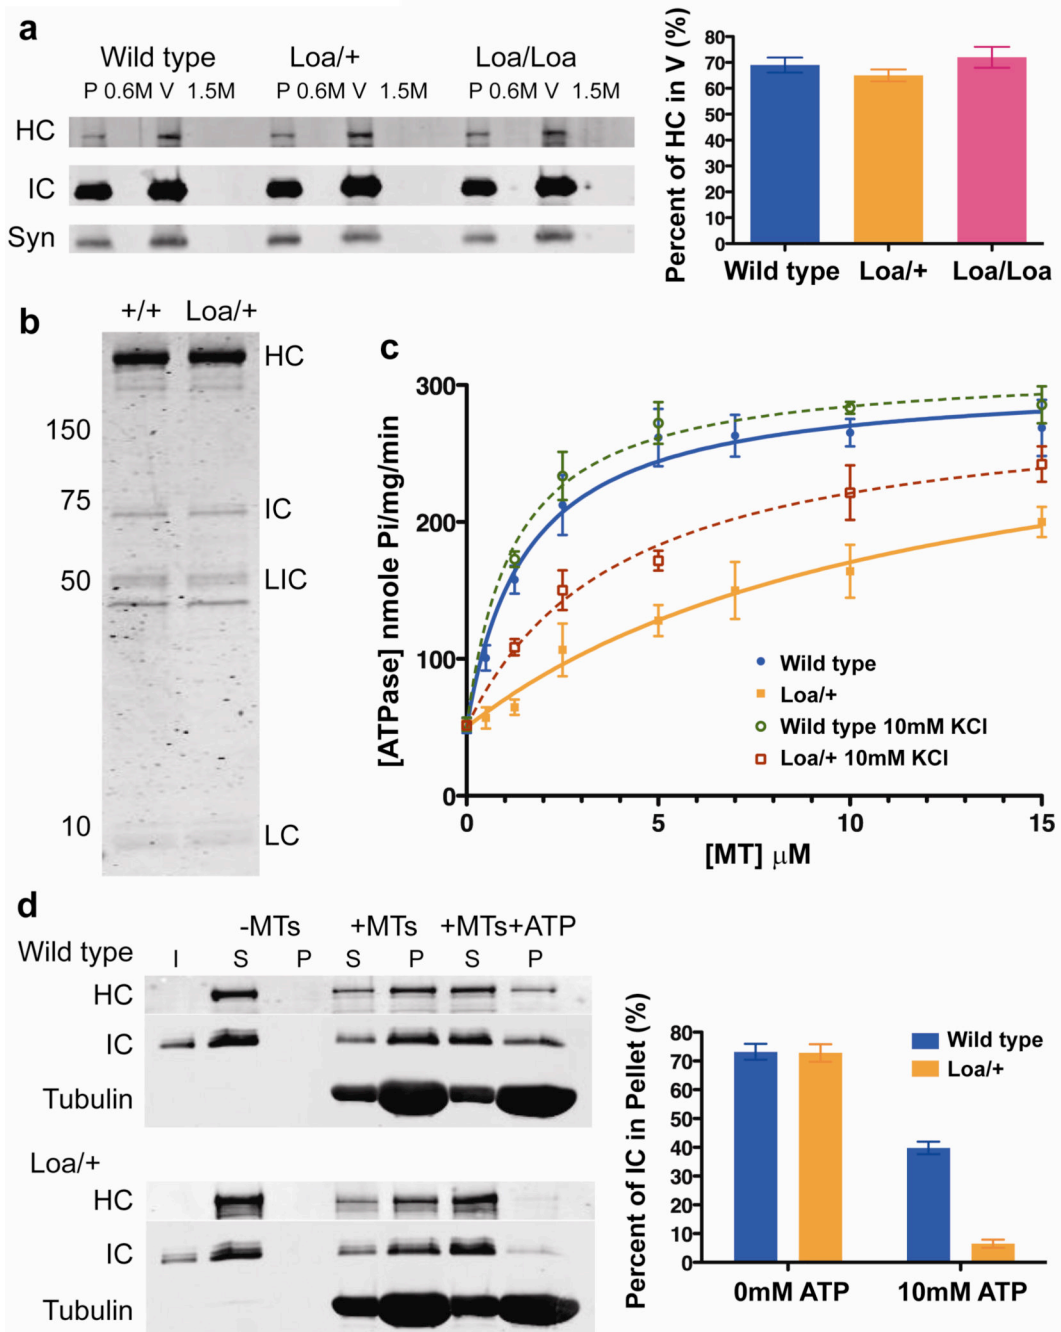 a
Wild type Loa/+ Loa/Loa
P 0.6M V 1.5M P 0.6M V 1.5M P 0.6M V 1.5M
HC
IC
Syn
Percent of HC in V (%)
80
70
60
50
40
30
20
10
0
Wild type Loa/+ Loa/Loa
b
+/+ Loa/+
HC
150
75
IC
50
LIC
10
LC
c
[ATPase] nmole Pi/mg/min
300
200
100
0
Wild type
Loa/+
Wild type 10mM KCl
Loa/+ 10mM KCl
0 5 10 15
[MT] μM
d
-MTs +MTs +MTs+ATP
Wild type I S P S P S P
HC
IC
Tubulin
Loa/+
HC
IC
Tubulin
Percent of IC in Pellet (%)
80
70
60
50
40
30
20
10
0
Wild type
Loa/+
0mM ATP 10mM ATP